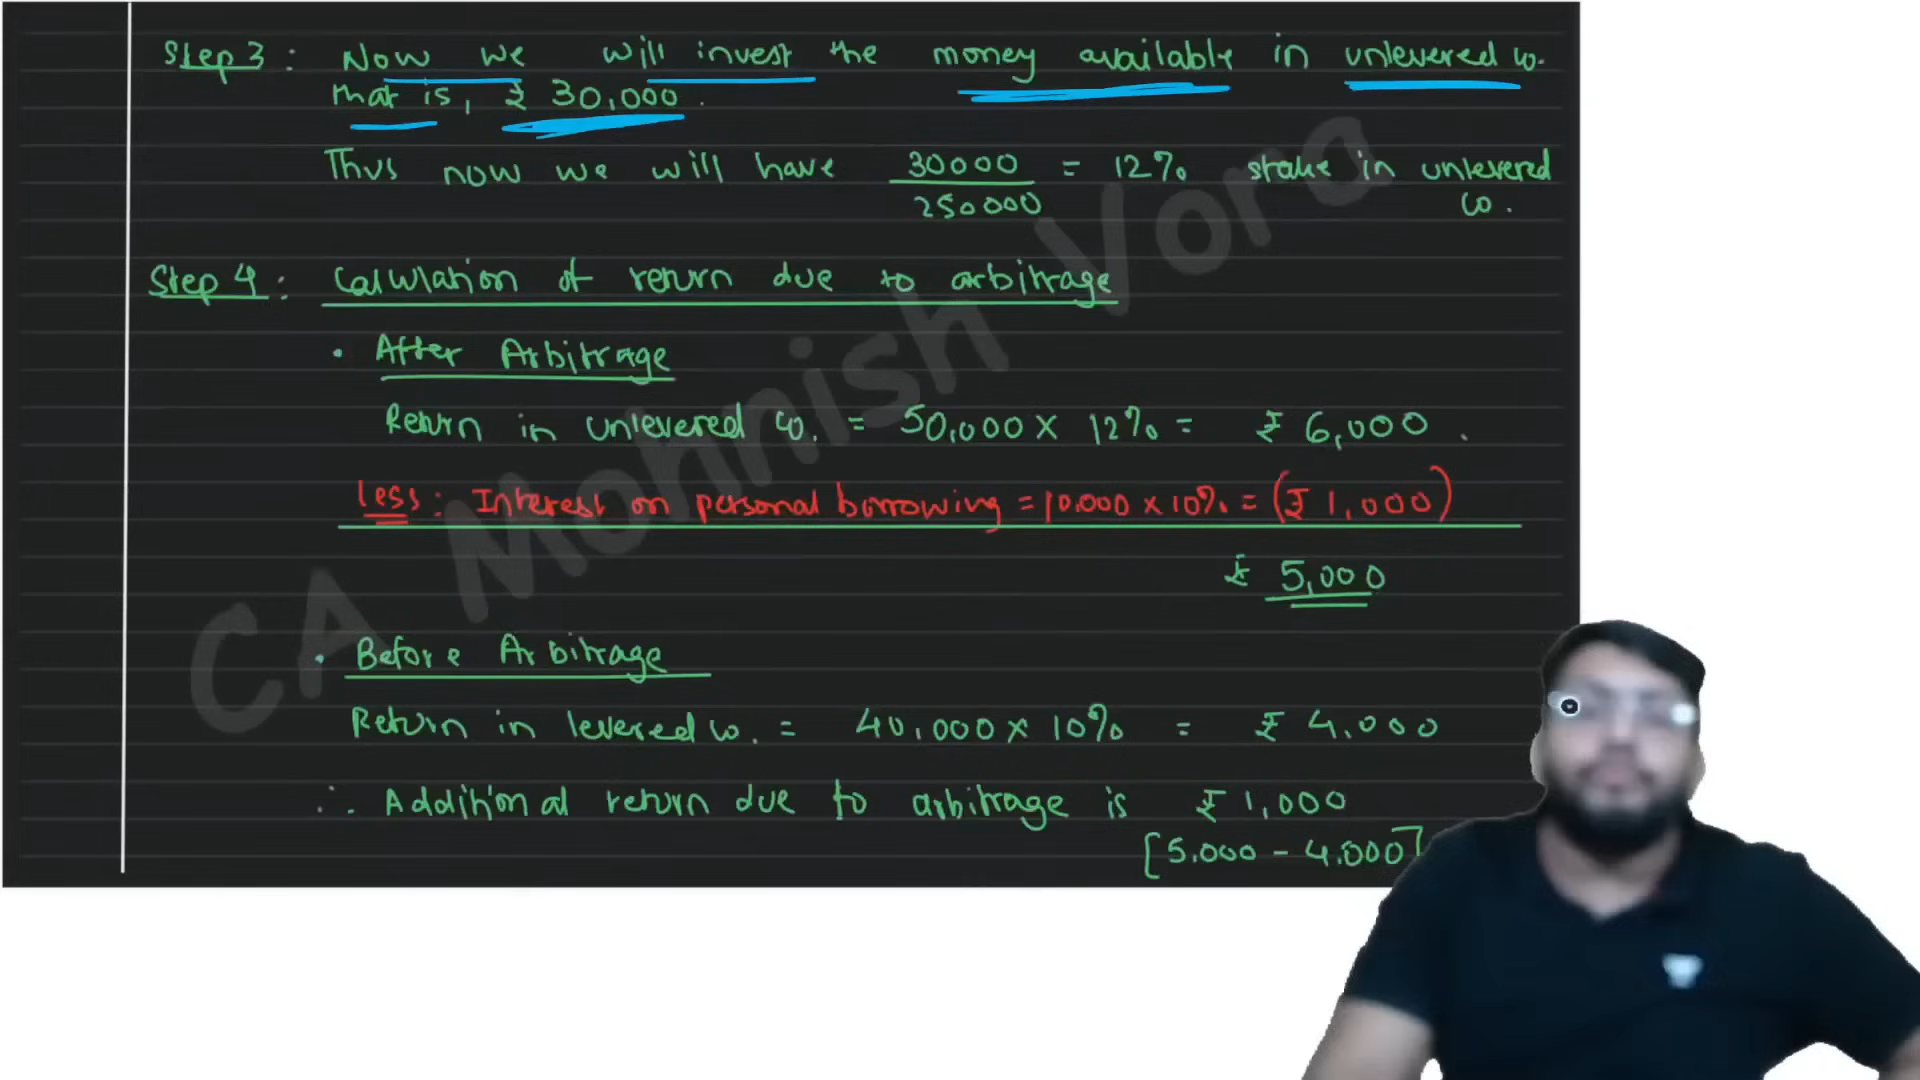 Step 3 : Now we will invest the money available in unlevered co.
that is, ₹ 30,000.
Thus now we will have 30000 = 12% stake in unlevered
250000 co.
Step 4 : Calculation of return due to arbitrage
• After Arbitrage
Return in unlevered co. = 50,000 × 12% = ₹ 6,000.
less : Interest on personal borrowing = 10,000 × 10% = (₹ 1,000)
₹ 5,000
• Before Arbitrage
Return in levered co. = 40,000 × 10% = ₹ 4,000
∴ Additional return due to arbitrage is ₹ 1,000
[5,000 - 4,000]
CA Mohnish Vora